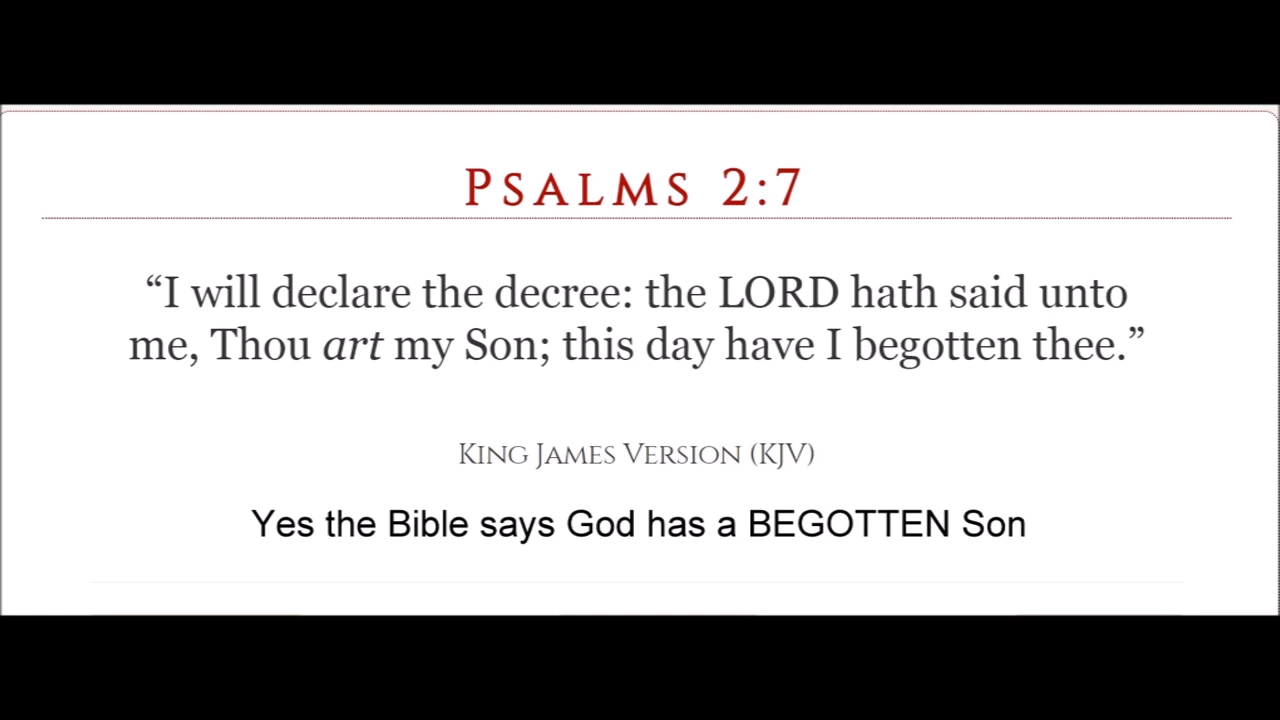 PSALMS 2:7
“I will declare the decree: the LORD hath said unto
me, Thou art my Son; this day have I begotten thee.”
KING JAMES VERSION (KJV)
Yes the Bible says God has a BEGOTTEN Son